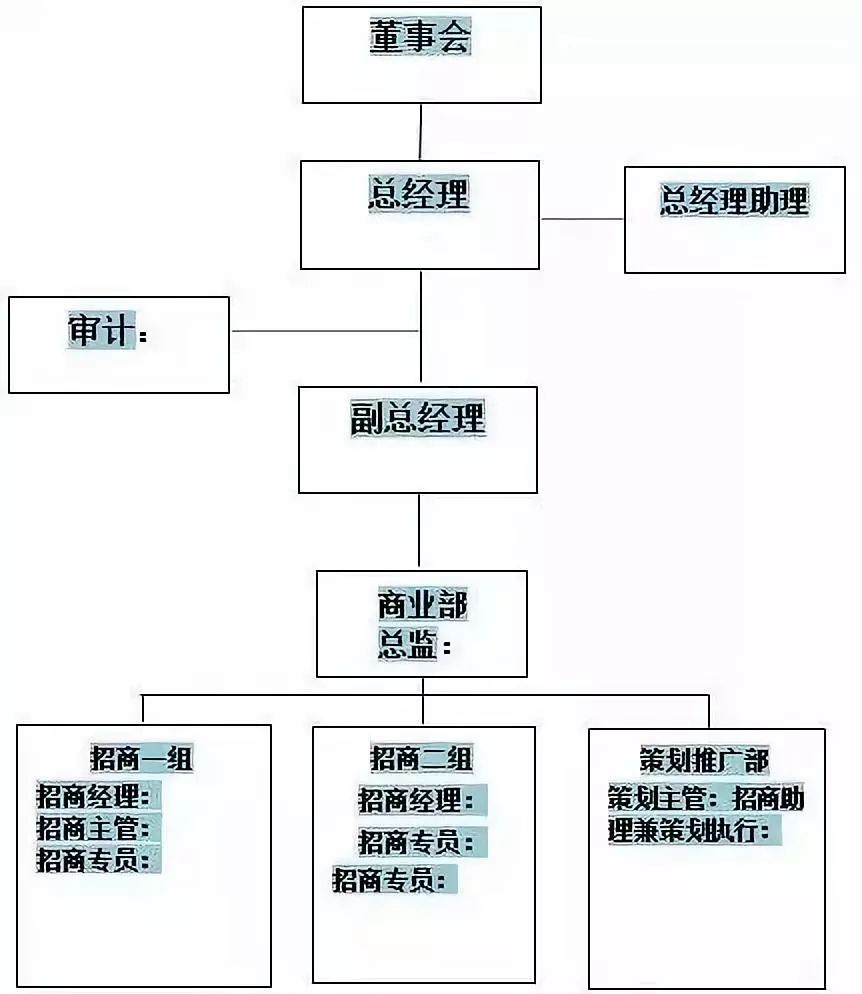 董事会
总经理
总经理助理
审计：
副总经理
商业部
总监：
招商一组
招商经理：
招商主管：
招商专员：
招商二组
招商经理：
招商专员：
招商专员：
策划推广部
策划主管：招商助
理兼策划执行：